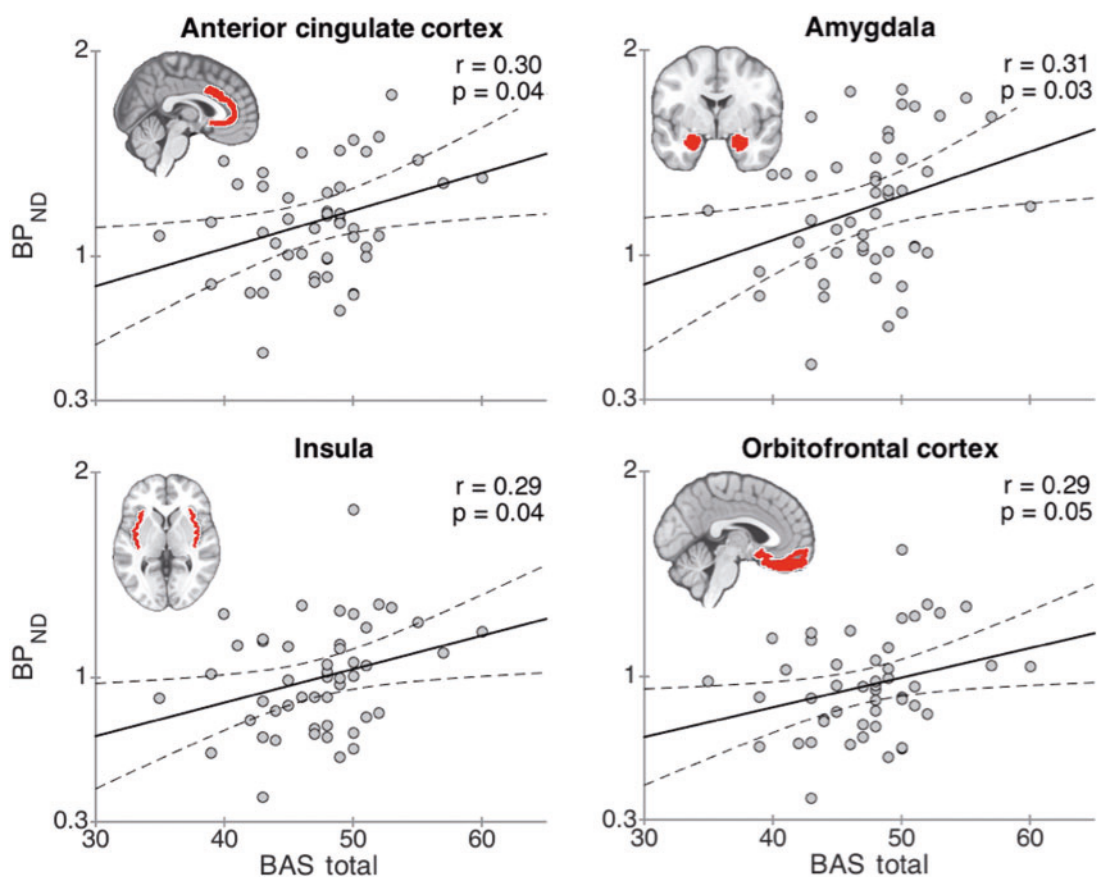 Anterior cingulate cortex
2
r = 0.30
p = 0.04
BP_ND
1
0.3
Amygdala
2
r = 0.31
p = 0.03
1
0.3
Insula
2
r = 0.29
p = 0.04
BP_ND
1
0.3
30 40 50 60
BAS total
Orbitofrontal cortex
2
r = 0.29
p = 0.05
1
0.3
30 40 50 60
BAS total